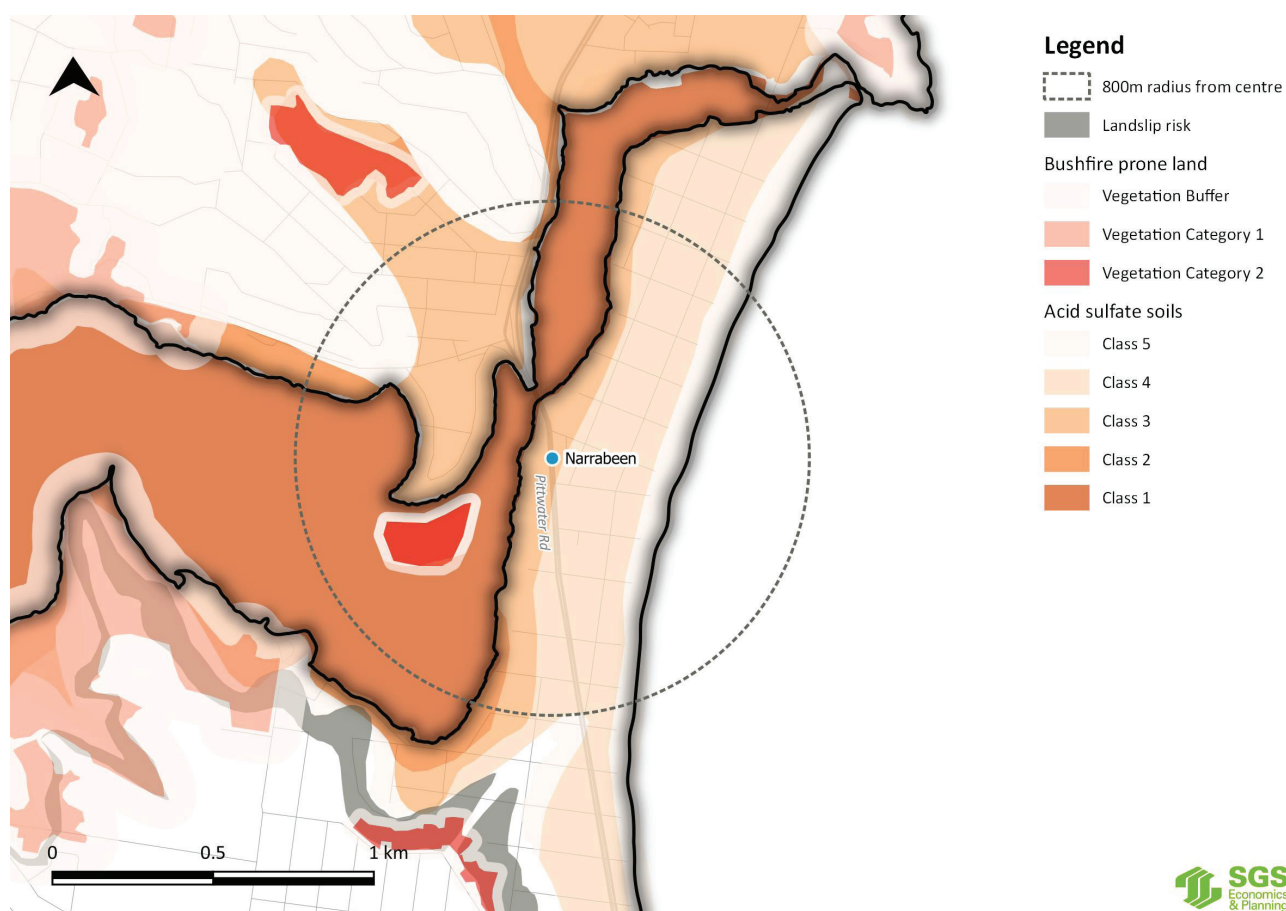 Narrabeen
Pittwater Rd
0
0.5
1 km
Legend
800m radius from centre
Landslip risk
Bushfire prone land
Vegetation Buffer
Vegetation Category 1
Vegetation Category 2
Acid sulfate soils
Class 5
Class 4
Class 3
Class 2
Class 1
SGS
Economics
& Planning